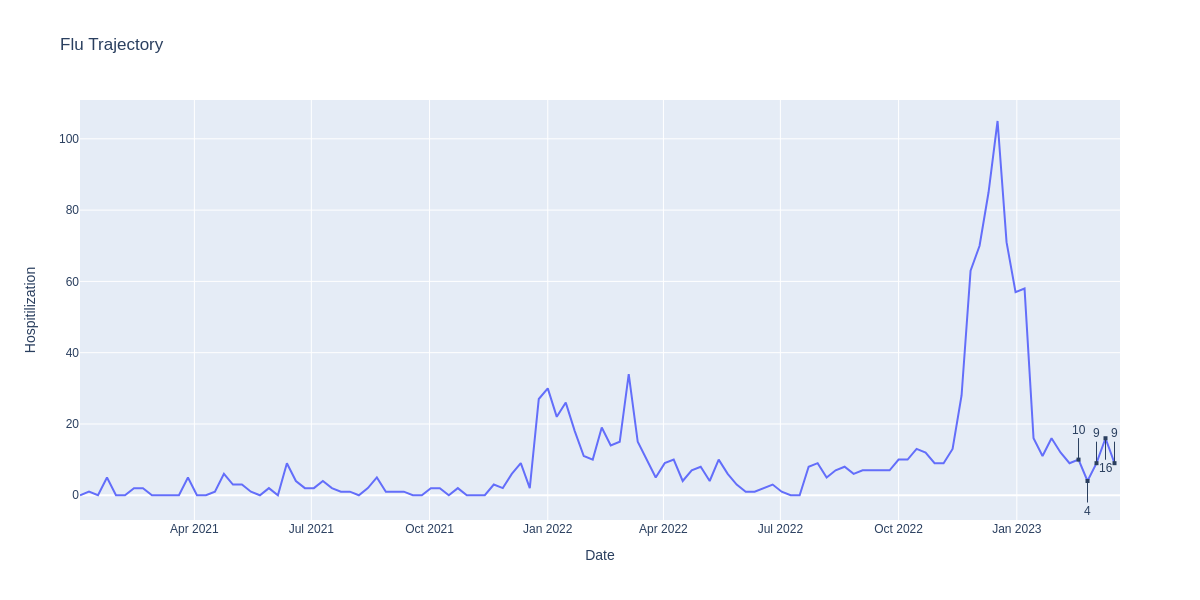 Flu Trajectory
Hospitilization
100
80
60
40
20
0
10
9
9
16
4
Apr 2021
Jul 2021
Oct 2021
Jan 2022
Apr 2022
Jul 2022
Oct 2022
Jan 2023
Date